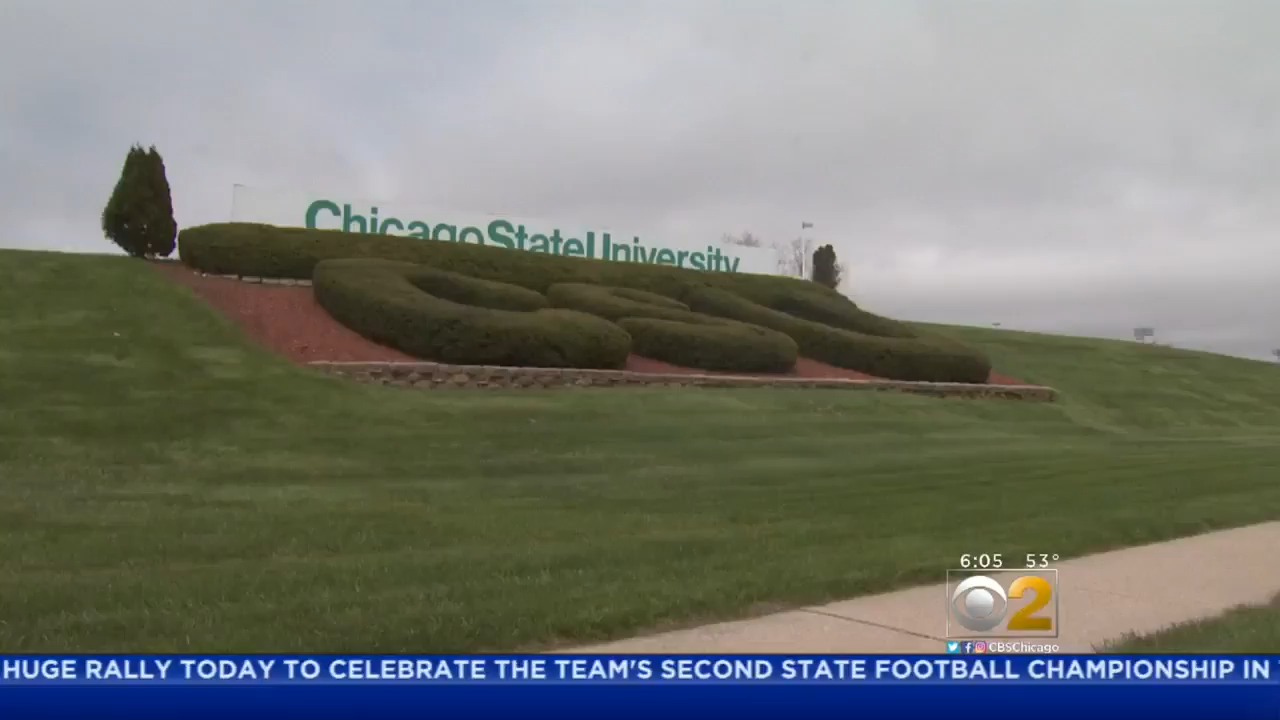 Chicago State University
CSU
6:05 53°
2
CBSChicago
HUGE RALLY TODAY TO CELEBRATE THE TEAM'S SECOND STATE FOOTBALL CHAMPIONSHIP IN